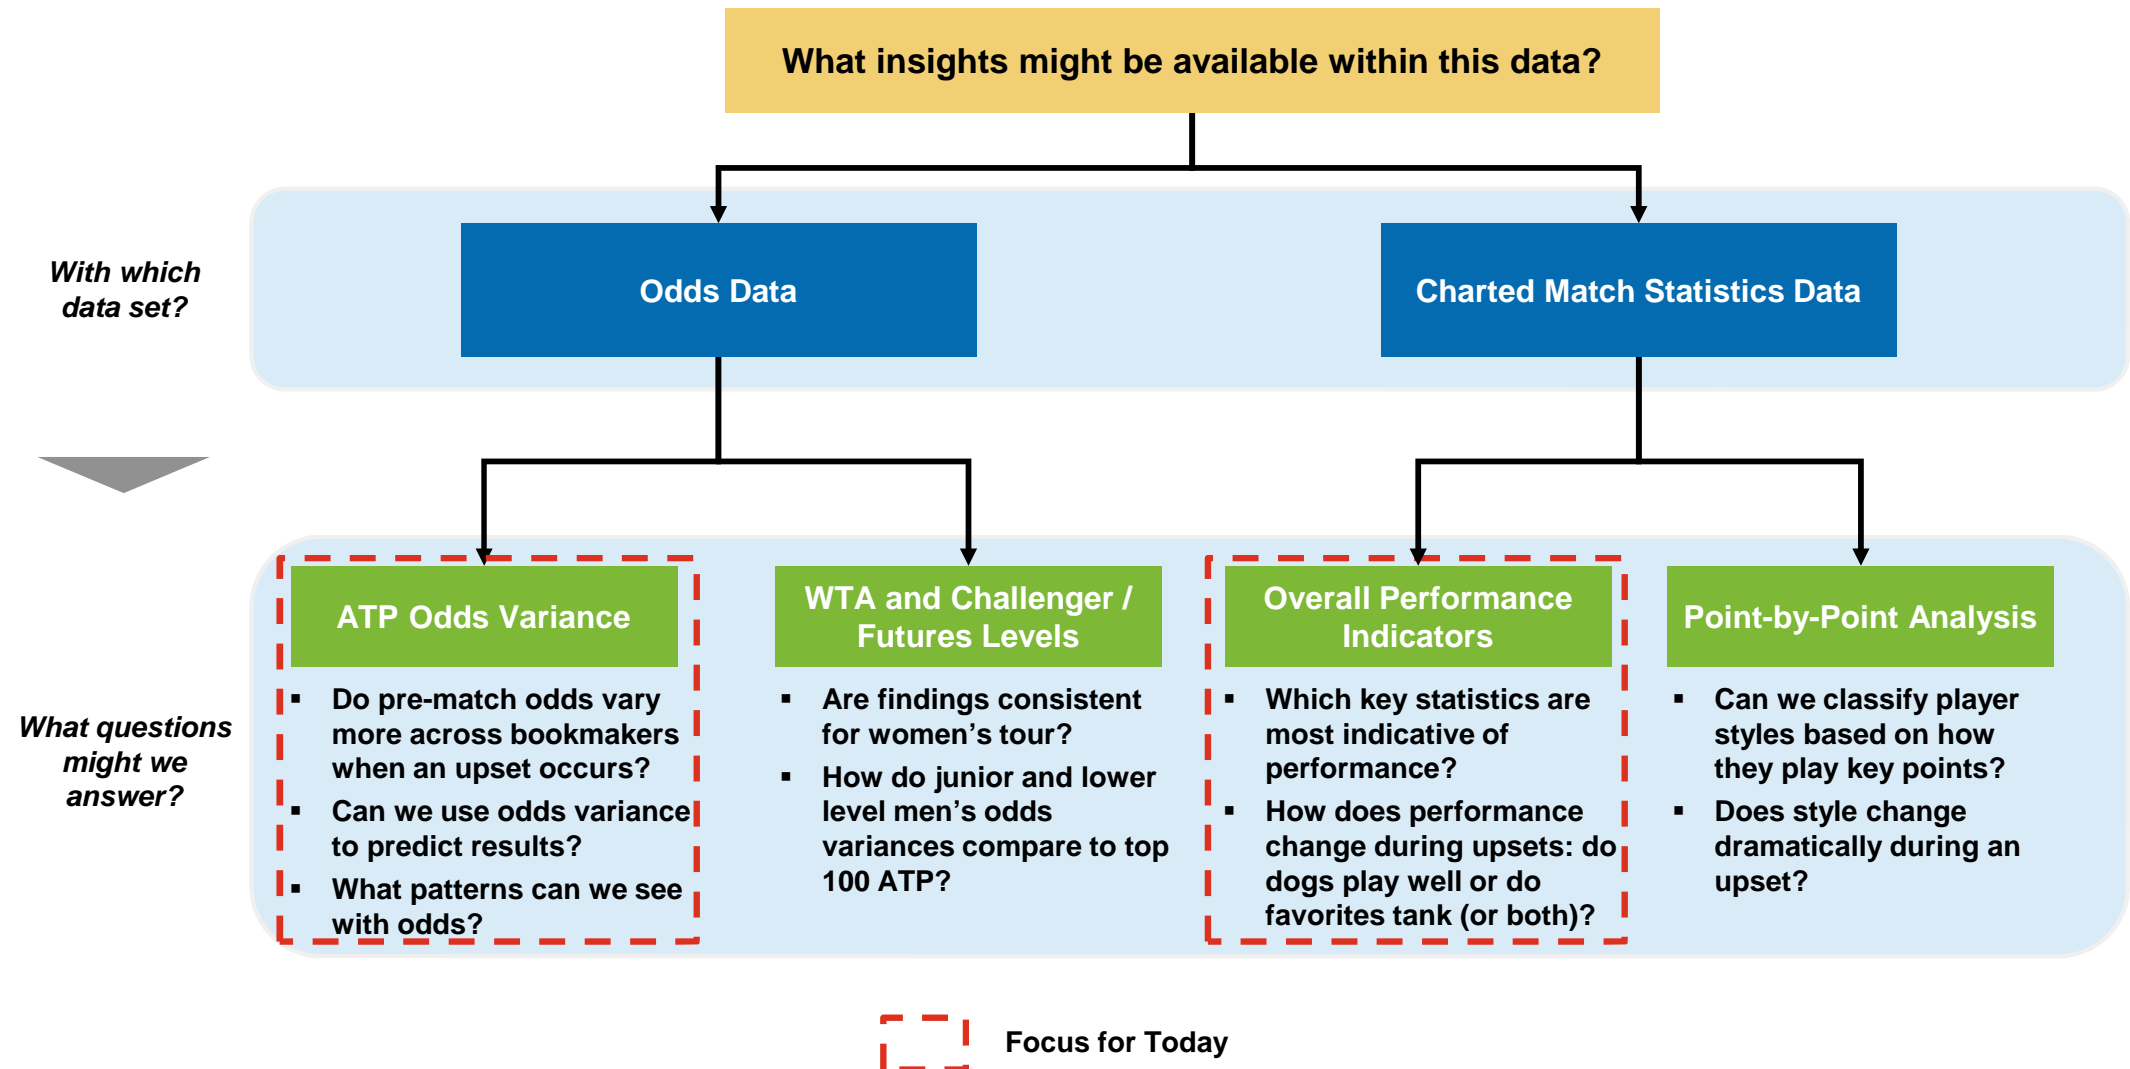 What insights might be available within this data?
With which
data set?
Odds Data
Charted Match Statistics Data
What questions
might we
answer?
ATP Odds Variance
▪ Do pre-match odds vary
more across bookmakers
when an upset occurs?
▪ Can we use odds variance
to predict results?
▪ What patterns can we see
with odds?
WTA and Challenger /
Futures Levels
▪ Are findings consistent
for women’s tour?
▪ How do junior and lower
level men’s odds
variances compare to top
100 ATP?
Overall Performance
Indicators
▪ Which key statistics are
most indicative of
performance?
▪ How does performance
change during upsets: do
dogs play well or do
favorites tank (or both)?
Point-by-Point Analysis
▪ Can we classify player
styles based on how
they play key points?
▪ Does style change
dramatically during an
upset?
Focus for Today